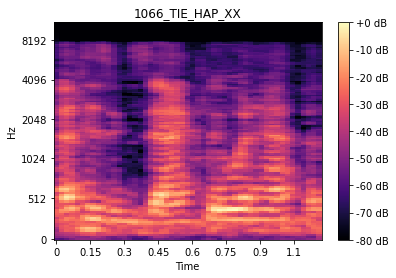 1066_TIE_HAP_XX
+0 dB
8192
-10 dB
4096
-20 dB
-30 dB
2048
Hz
-40 dB
1024
-50 dB
512
-60 dB
-70 dB
0
-80 dB
0 0.15 0.3 0.45 0.6 0.75 0.9 1.1
Time